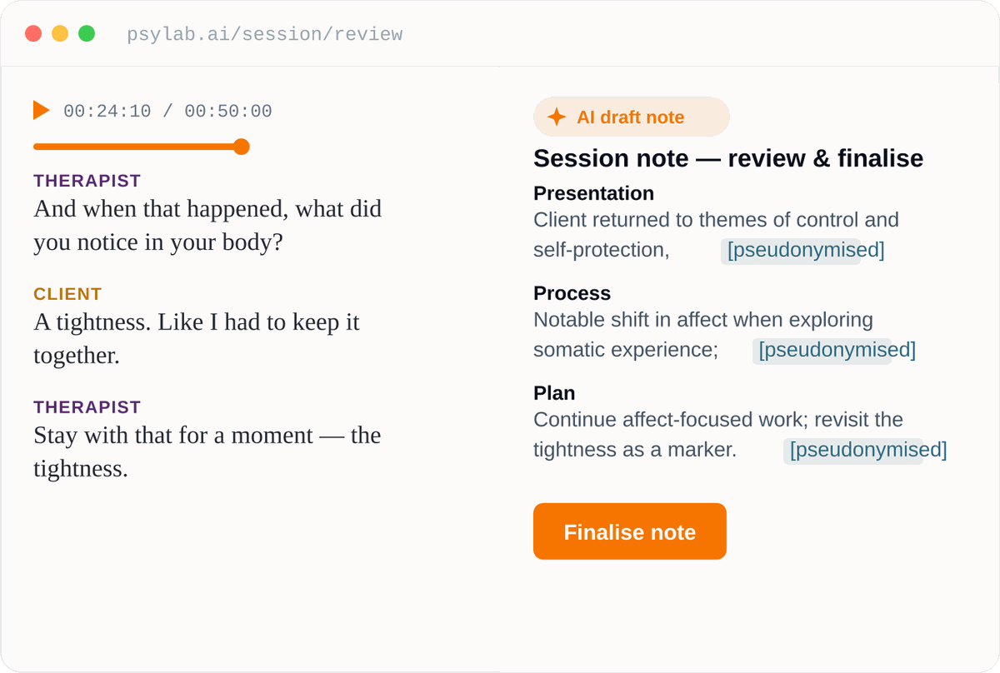 psylab.ai/session/review
00:24:10 / 00:50:00
THERAPIST
And when that happened, what did
you notice in your body?
CLIENT
A tightness. Like I had to keep it
together.
THERAPIST
Stay with that for a moment — the
tightness.
AI draft note
Session note — review & finalise
Presentation
Client returned to themes of control and
self-protection, [pseudonymised]
Process
Notable shift in affect when exploring
somatic experience; [pseudonymised]
Plan
Continue affect-focused work; revisit the
tightness as a marker. [pseudonymised]
Finalise note